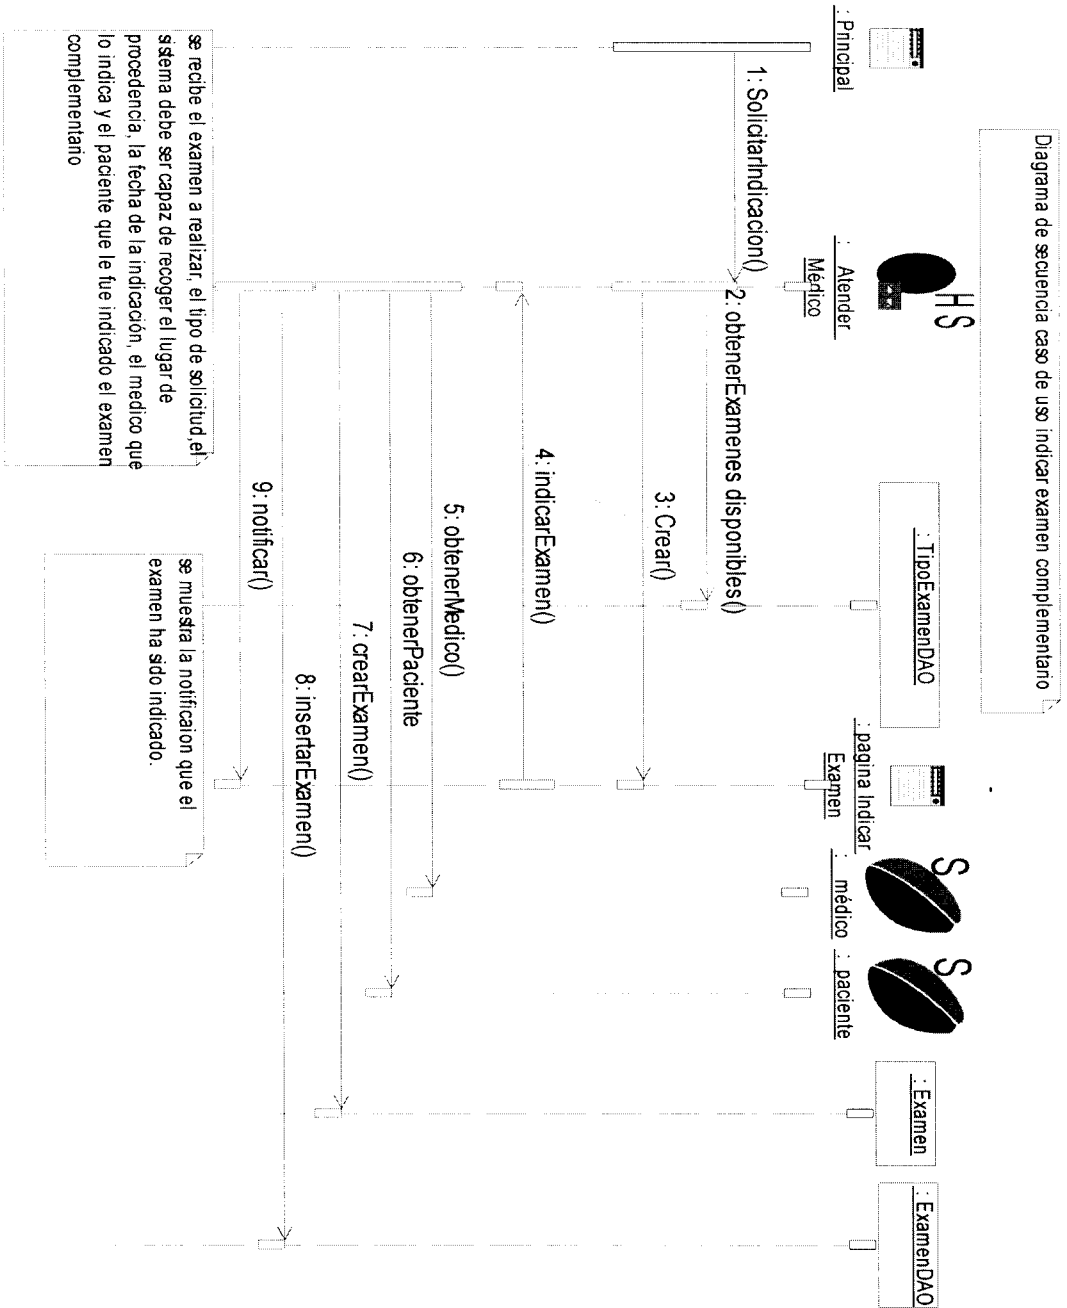 Diagrama de secuencia caso de uso indicar examen complementario
: Principal
H S
: Atender
Médico
: TipoExamenDAO
: pagina Indicar
Examen
S
: médico
S
: paciente
: Examen
: ExamenDAO
1: SolicitarIndicacion()
2: obtenerExamenes disponibles()
3: Crear()
4: indicarExamen()
5: obtenerMedico()
6: obtenerPaciente
7: crearExamen()
8: insertarExamen()
9: notificar()
se recibe el examen a realizar, el tipo de solicitud,el
sistema debe ser capaz de recoger el lugar de
procedencia, la fecha de la indicación, el medico que
lo indica y el paciente que le fue indicado el examen
complementario
se muestra la notificaion que el
examen ha sido indicado.